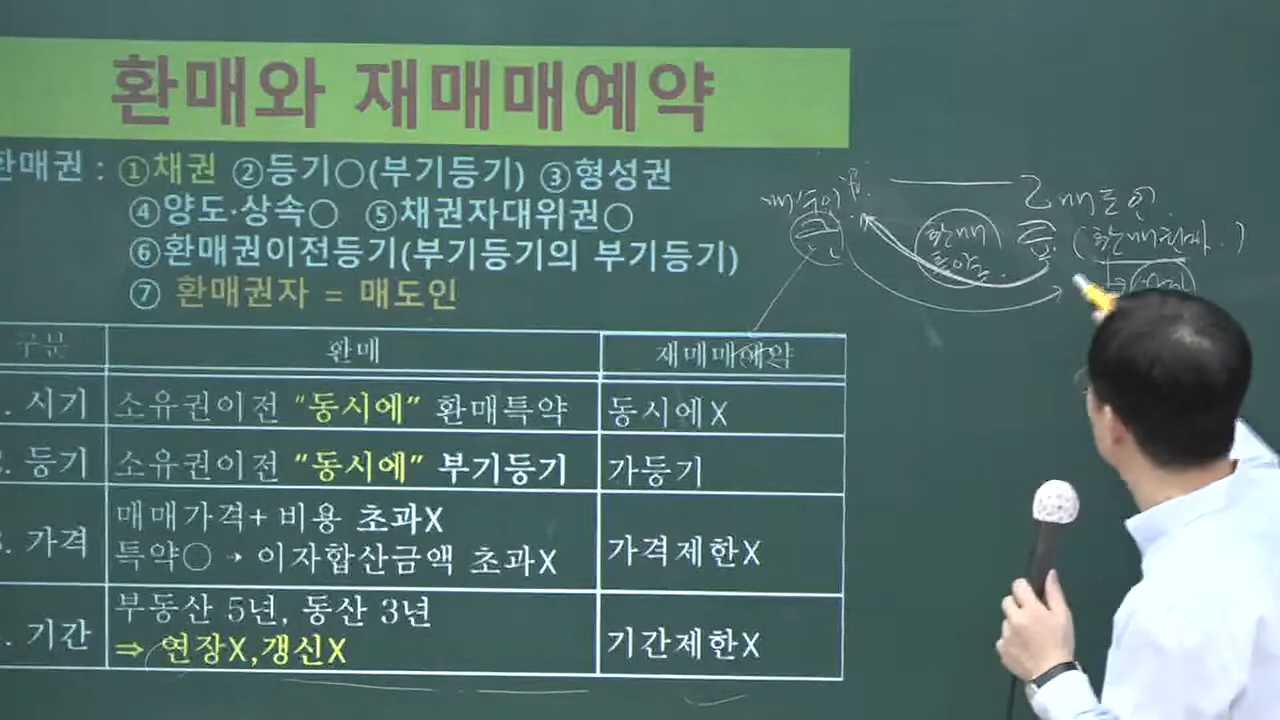 환매와 재매매예약
환매권 : ①채권 ②등기○(부기등기) ③형성권
④양도·상속○ ⑤채권자대위권○
⑥환매권이전등기(부기등기의 부기등기)
⑦ 환매권자 = 매도인
구분 환매 재매매예약
. 시기 소유권이전 "동시에" 환매특약 동시에X
. 등기 소유권이전 "동시에" 부기등기 가등기
. 가격 매매가격+ 비용 초과X
특약○ → 이자합산금액 초과X
가격제한X
. 기간 부동산 5년, 동산 3년
⇒ 연장X,갱신X
기간제한X
갑 乙 매도인
환매